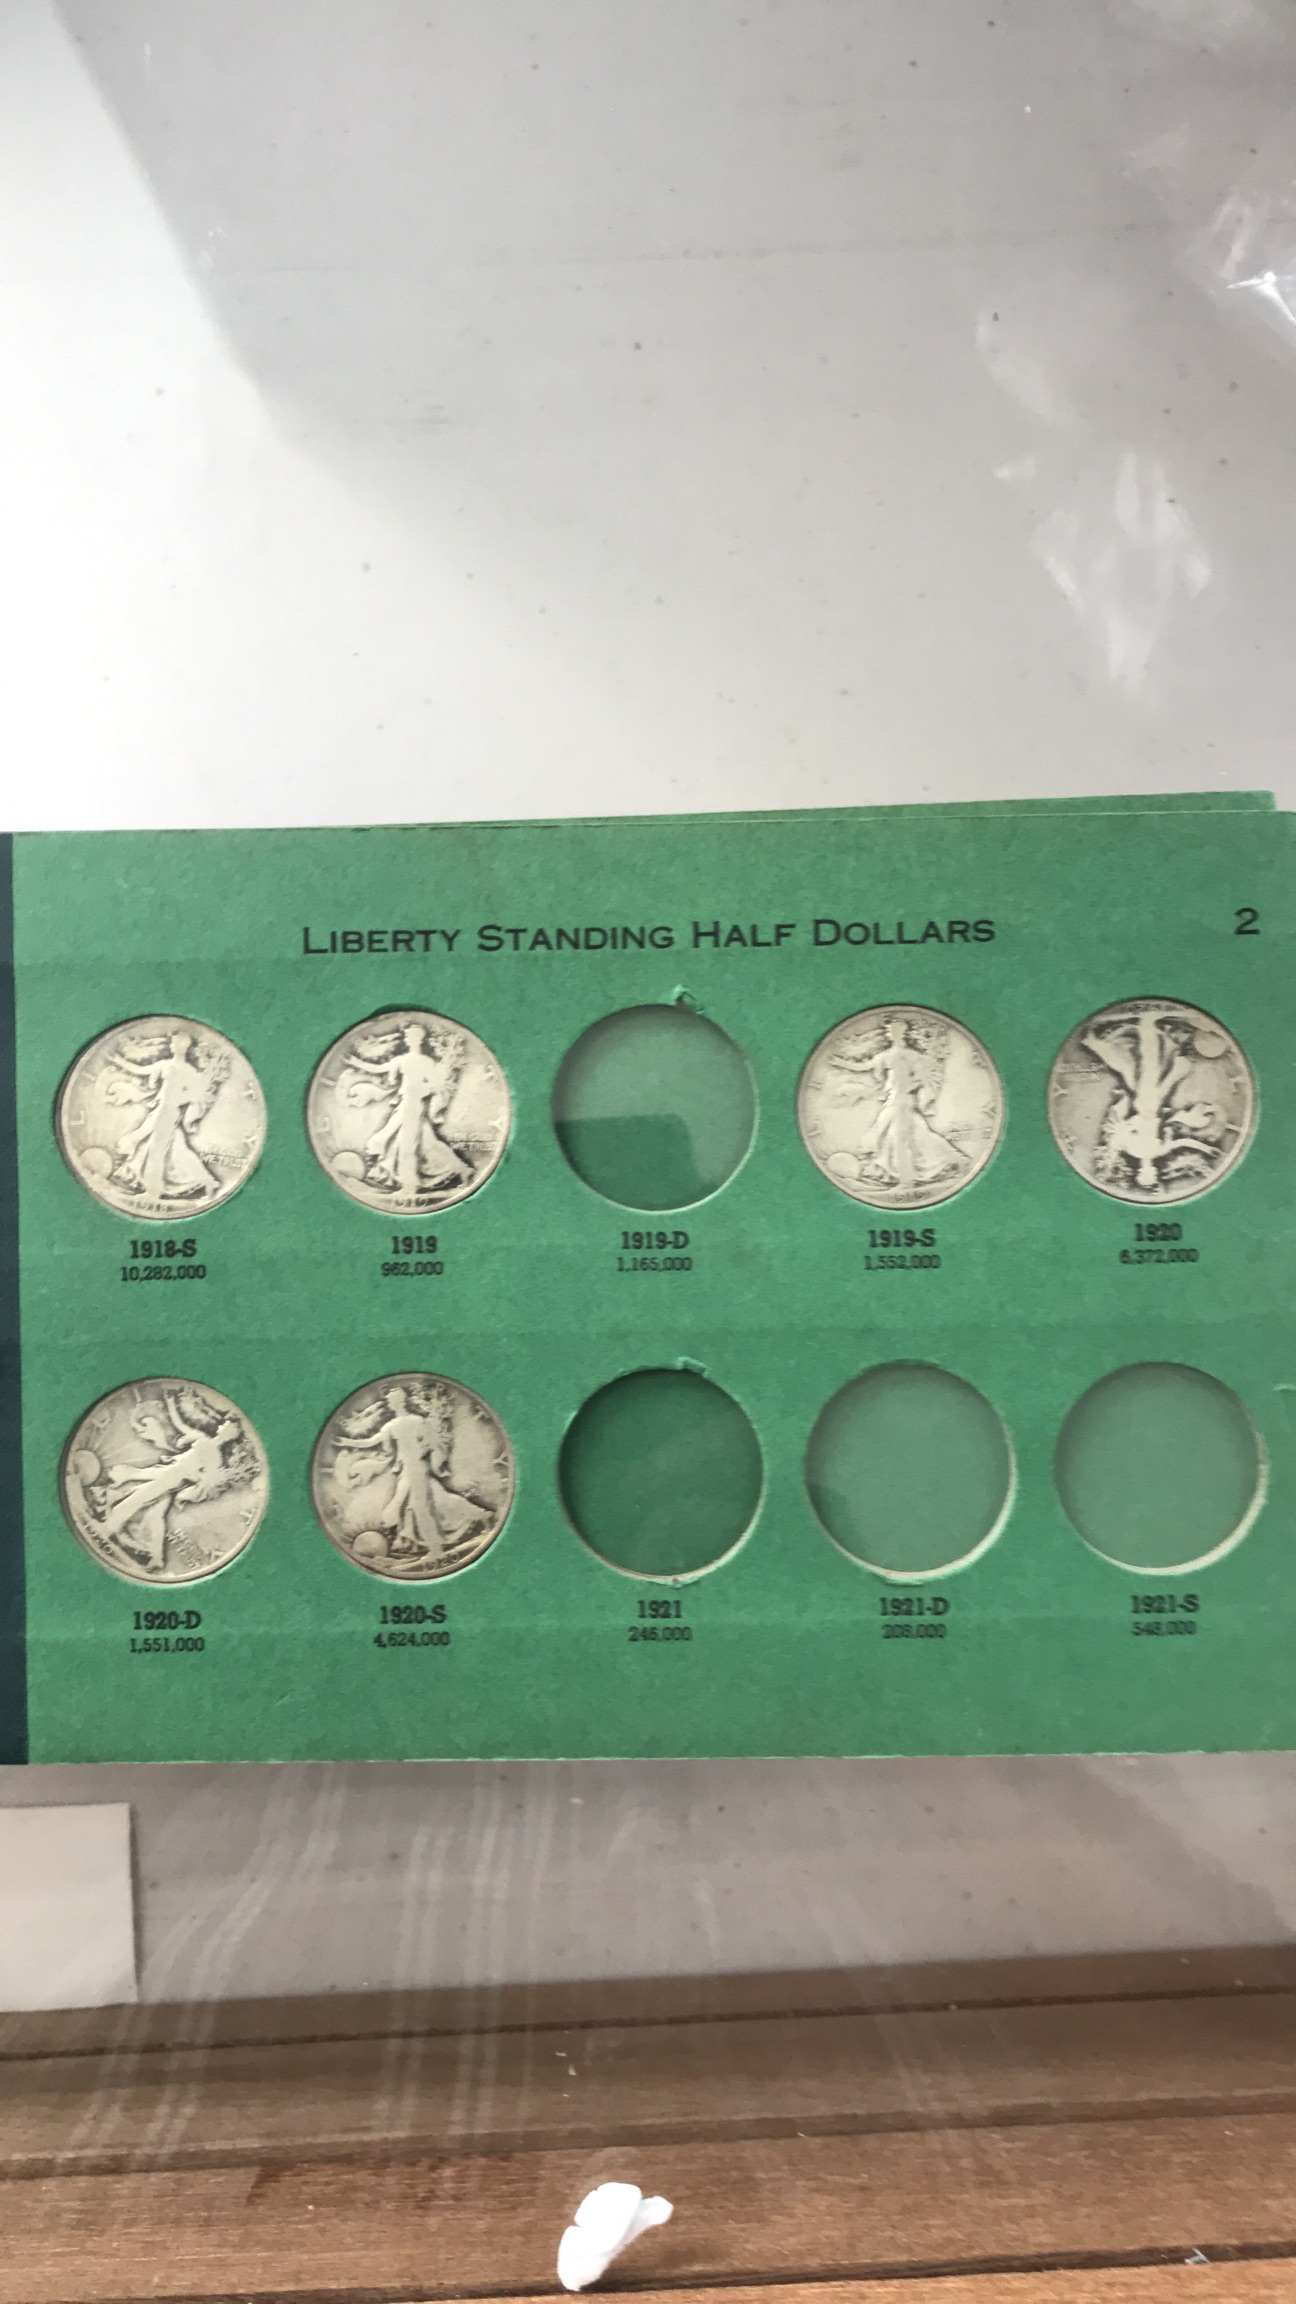 LIBERTY STANDING HALF DOLLARS 2
1918-S 1919 1919-D 1919-S 1920
10,282,000 962,000 1,165,000 1,552,000 6,372,000
1920-D 1920-S 1921 1921-D 1921-S
1,551,000 4,624,000 246,000 208,000 548,000